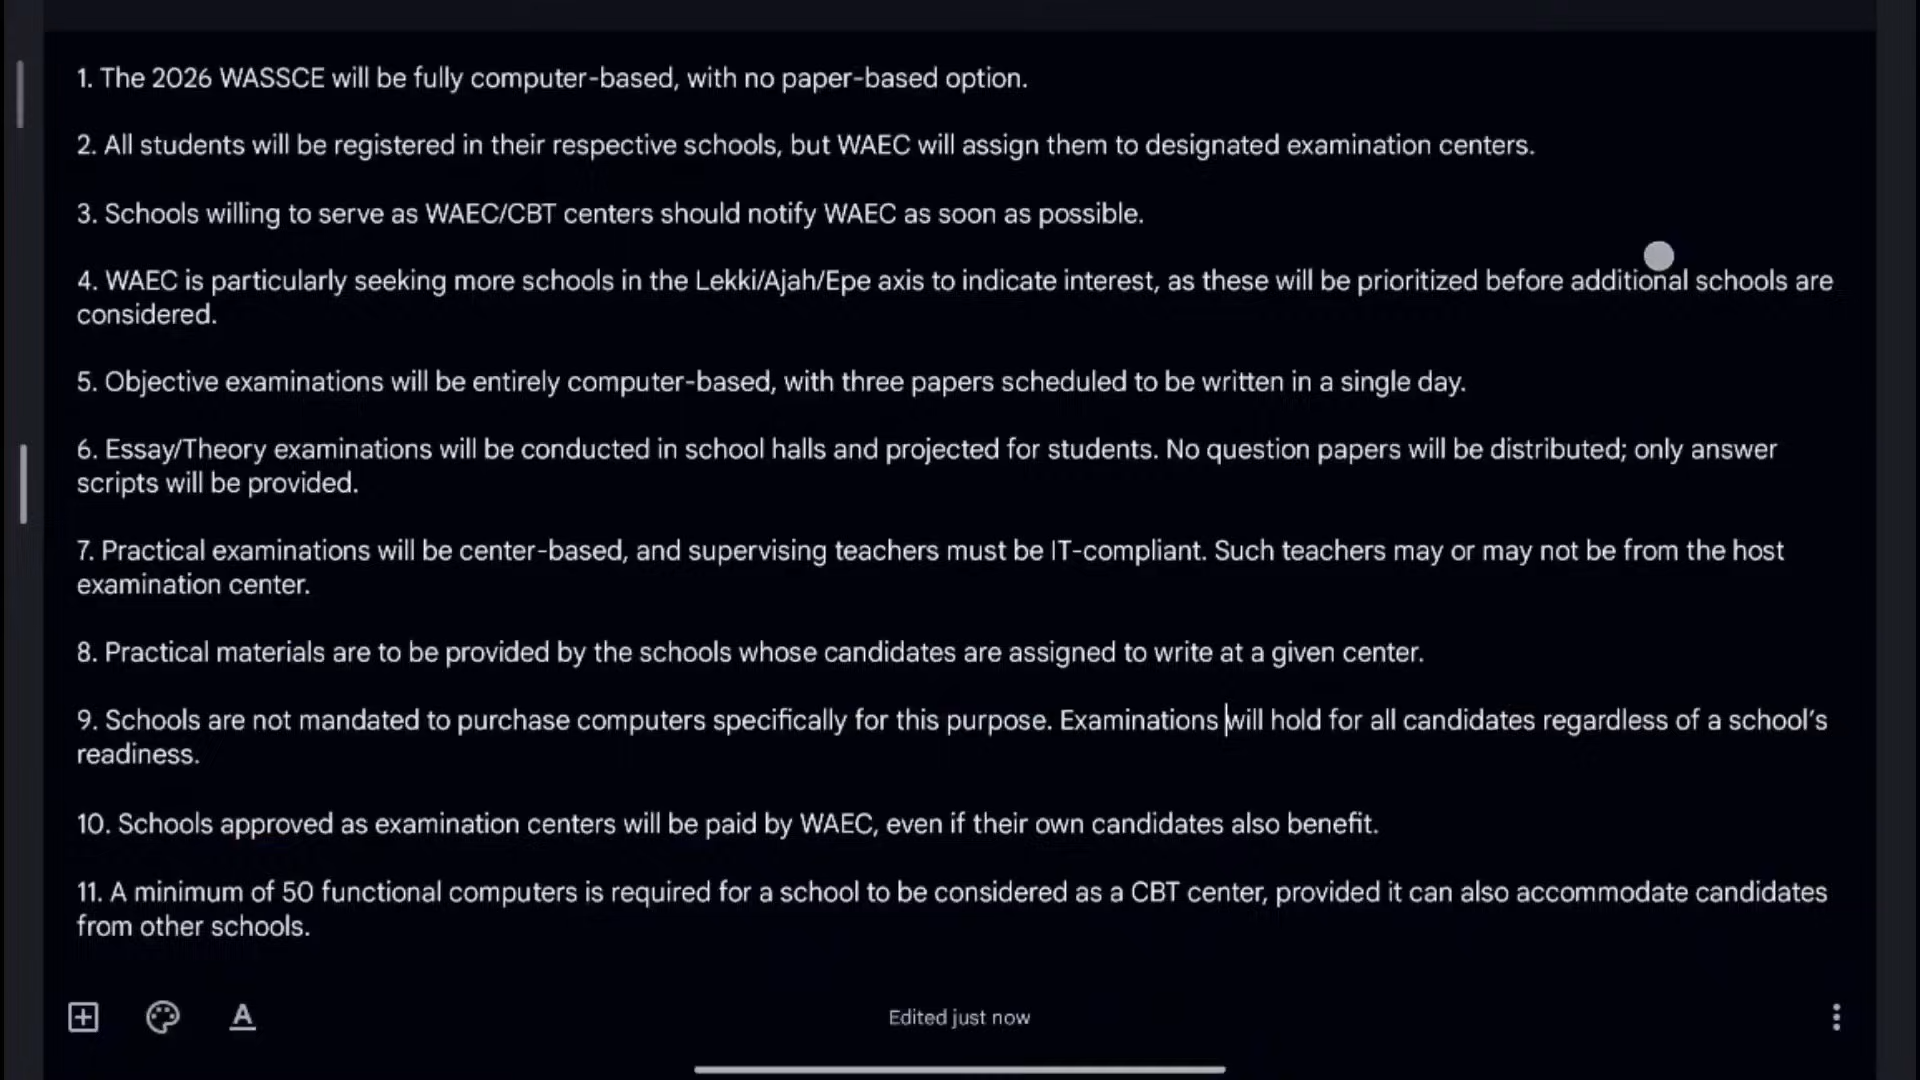 1. The 2026 WASSCE will be fully computer-based, with no paper-based option.
2. All students will be registered in their respective schools, but WAEC will assign them to designated examination centers.
3. Schools willing to serve as WAEC/CBT centers should notify WAEC as soon as possible.
4. WAEC is particularly seeking more schools in the Lekki/Ajah/Epe axis to indicate interest, as these will be prioritized before additional schools are
considered.
5. Objective examinations will be entirely computer-based, with three papers scheduled to be written in a single day.
6. Essay/Theory examinations will be conducted in school halls and projected for students. No question papers will be distributed; only answer
scripts will be provided.
7. Practical examinations will be center-based, and supervising teachers must be IT-compliant. Such teachers may or may not be from the host
examination center.
8. Practical materials are to be provided by the schools whose candidates are assigned to write at a given center.
9. Schools are not mandated to purchase computers specifically for this purpose. Examinations will hold for all candidates regardless of a school’s
readiness.
10. Schools approved as examination centers will be paid by WAEC, even if their own candidates also benefit.
11. A minimum of 50 functional computers is required for a school to be considered as a CBT center, provided it can also accommodate candidates
from other schools.
Edited just now